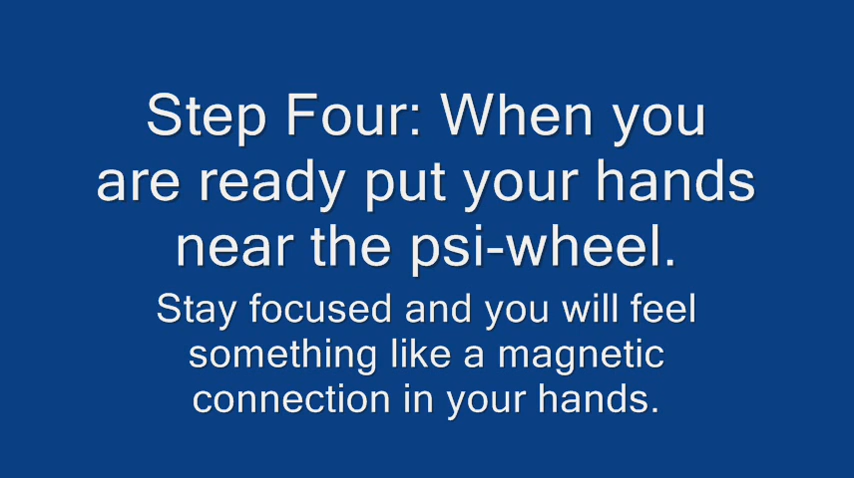 Step Four: When you
are ready put your hands
near the psi-wheel.
Stay focused and you will feel
something like a magnetic
connection in your hands.